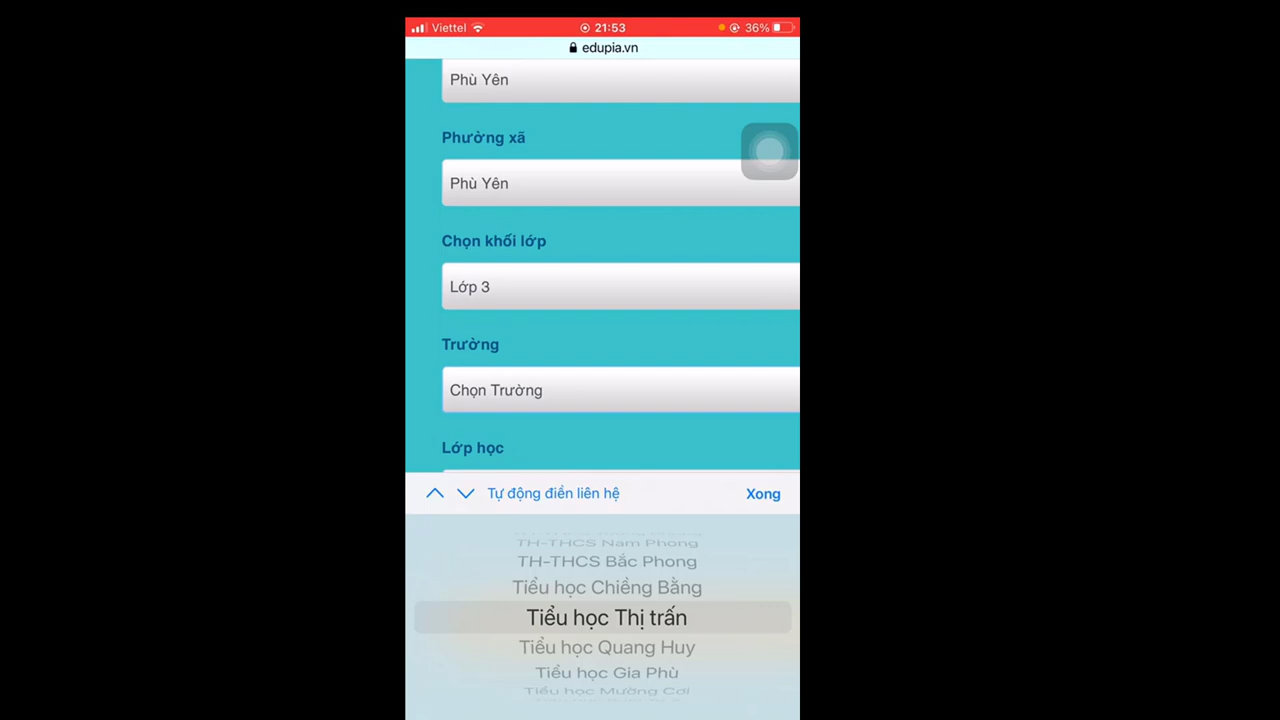 Viettel 21:53 36%
edupia.vn
Phù Yên
Phường xã
Phù Yên
Chọn khối lớp
Lớp 3
Trường
Chọn Trường
Lớp học
Tự động điền liên hệ Xong
TH-THCS Nam Phong
TH-THCS Bắc Phong
Tiểu học Chiềng Bằng
Tiểu học Thị trấn
Tiểu học Quang Huy
Tiểu học Gia Phù
Tiểu học Mường Cơi